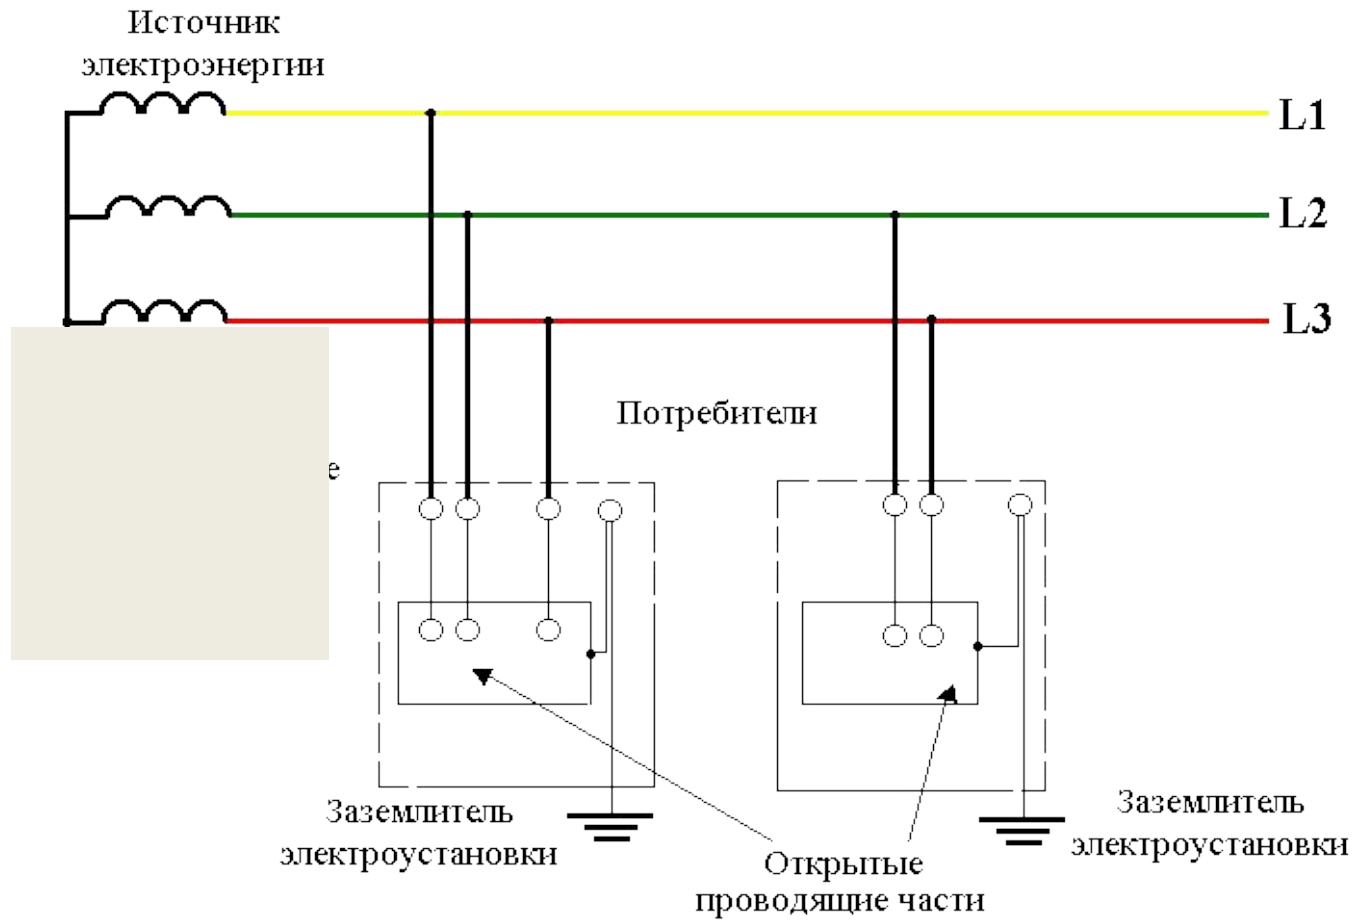 Источник
электроэнергии
L1
L2
L3
Потребители
е
Заземлитель
электроустановки
Открытые
проводящие части
Заземлитель
электроустановки